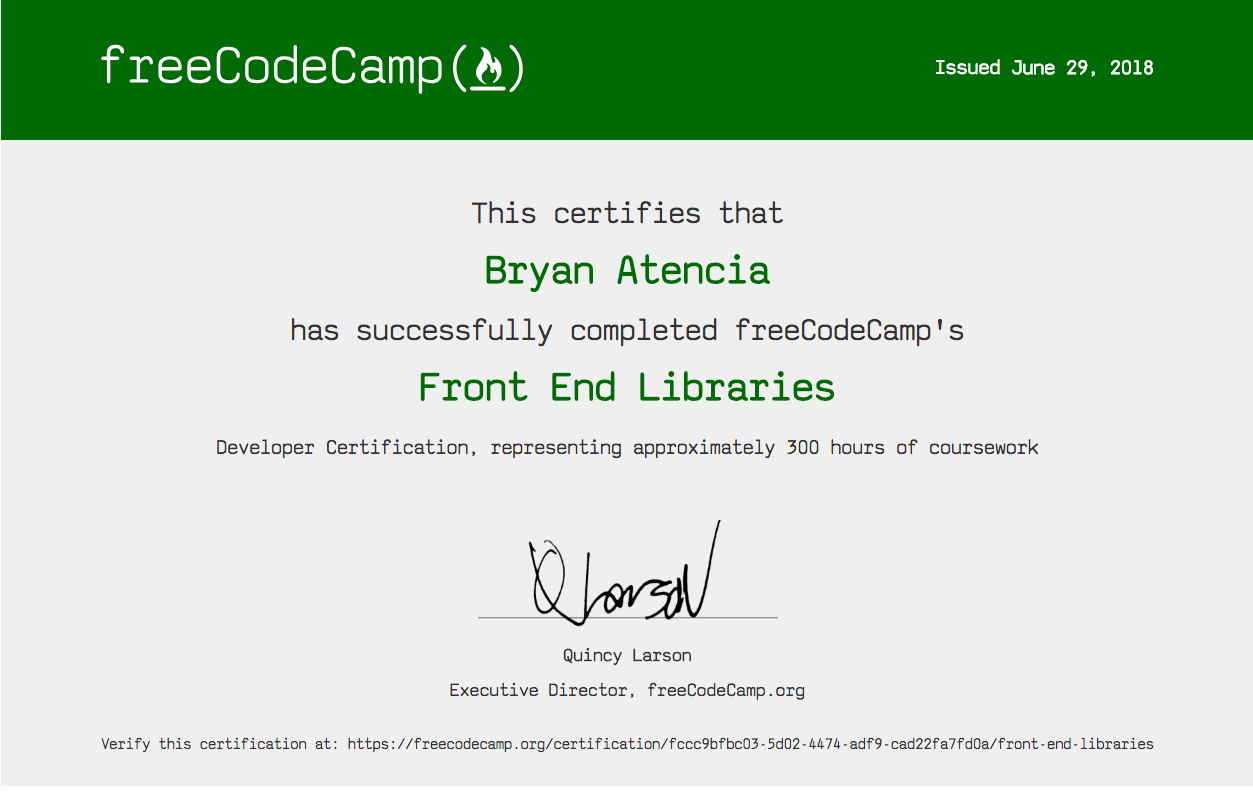 freeCodeCamp(🔥)
Issued June 29, 2018
This certifies that
Bryan Atencia
has successfully completed freeCodeCamp's
Front End Libraries
Developer Certification, representing approximately 300 hours of coursework
Q Larson
Quincy Larson
Executive Director, freeCodeCamp.org
Verify this certification at: https://freecodecamp.org/certification/fccc9bfbc03-5d02-4474-adf9-cad22fa7fd0a/front-end-libraries